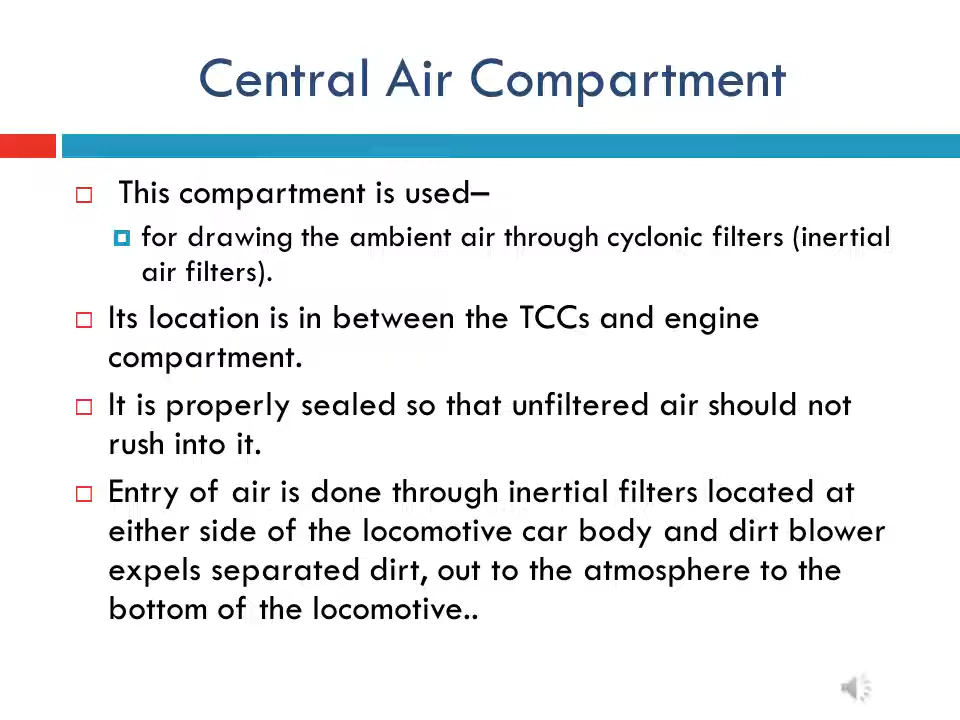 Central Air Compartment
This compartment is used–
for drawing the ambient air through cyclonic filters (inertial
air filters).
Its location is in between the TCCs and engine
compartment.
It is properly sealed so that unfiltered air should not
rush into it.
Entry of air is done through inertial filters located at
either side of the locomotive car body and dirt blower
expels separated dirt, out to the atmosphere to the
bottom of the locomotive..